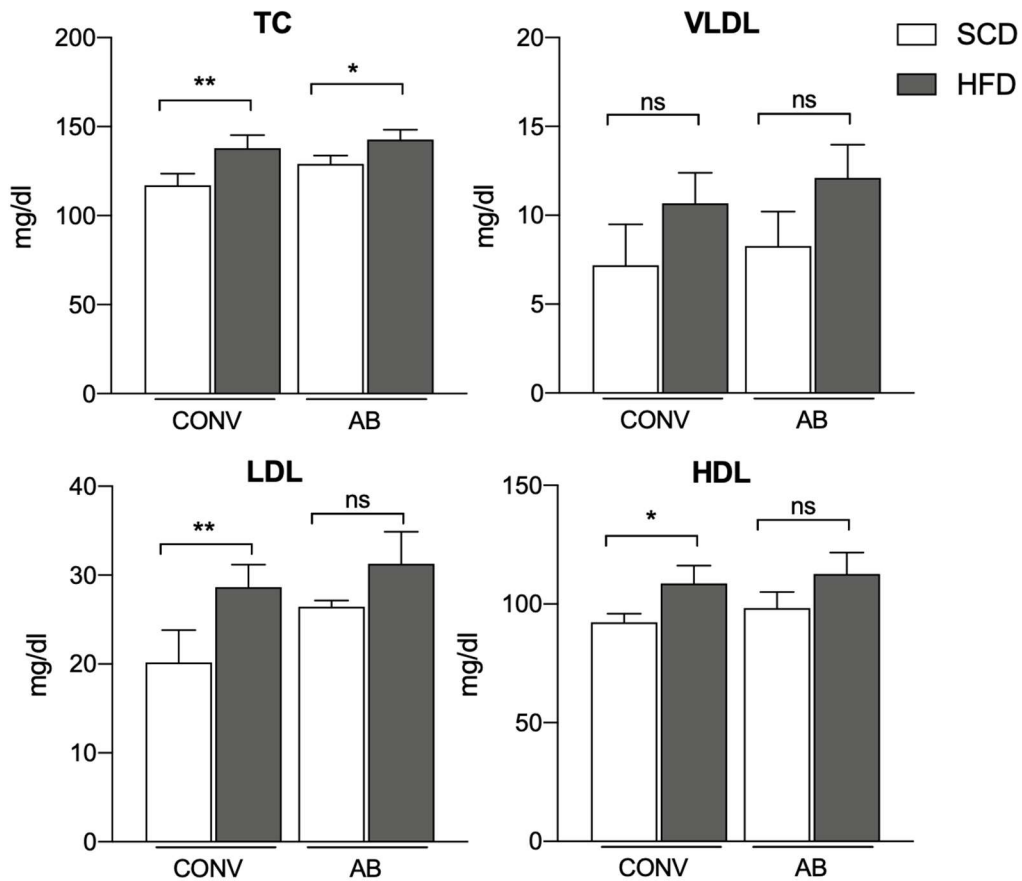 TC
200
150
100
50
0
mg/dl
**
*
CONV AB
VLDL
20
15
10
5
0
mg/dl
ns
ns
CONV AB
SCD
HFD
LDL
40
30
20
10
0
mg/dl
**
ns
CONV AB
HDL
150
100
50
0
mg/dl
*
ns
CONV AB